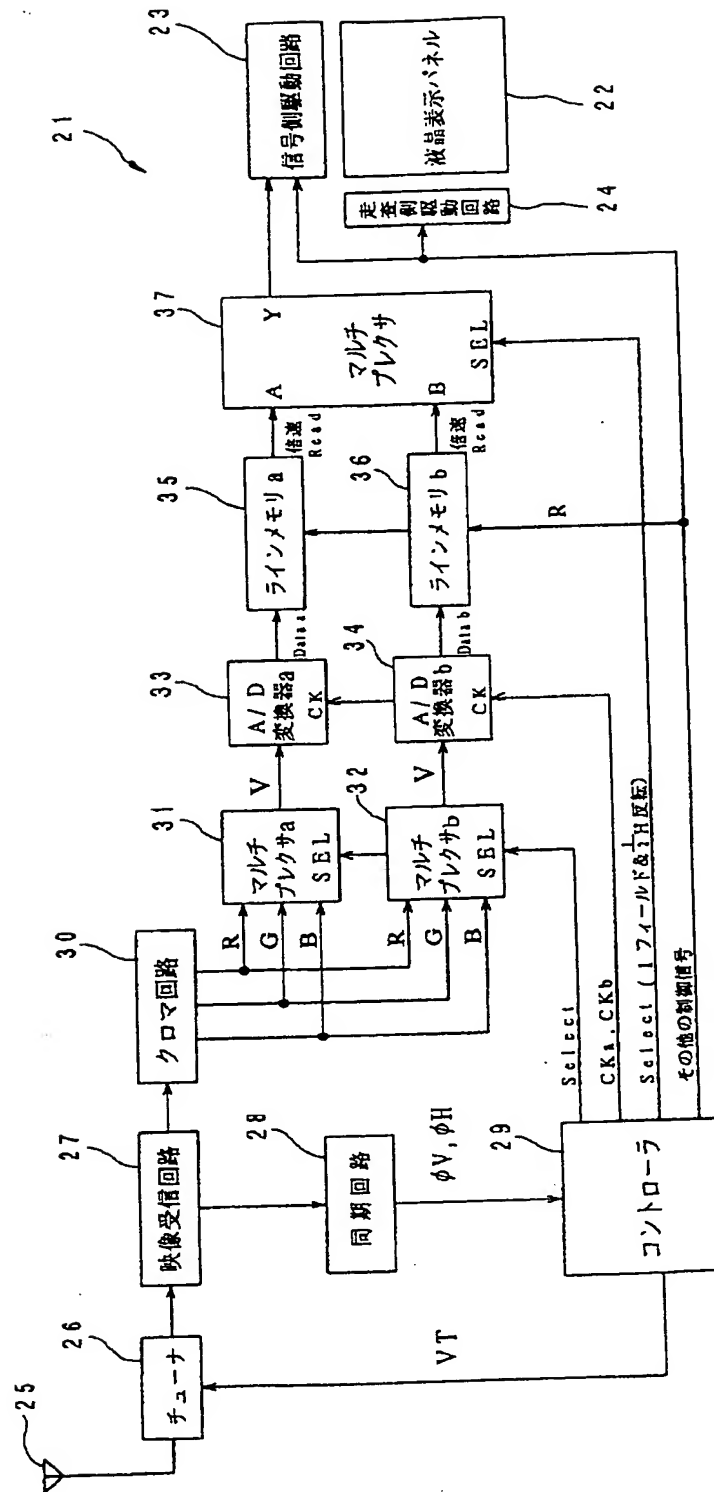 21
25
26
チューナ
27
映像受信回路
30
クロマ回路
28
同期回路
φV, φH
VT
29
コントローラ
R
G
B
R
G
B
31
マルチ
プレクサa
SEL
32
マルチ
プレクサb
SEL
V
V
33
A/D
変換器a
CK
34
A/D
変換器b
CK
Data a
Data b
35
ラインメモリa
36
ラインメモリb
倍速
Read
倍速
Read
R
37
A
Y
マルチ
プレクサ
B
SEL
23
信号側駆動回路
液晶表示パネル
22
走査側駆動回路
24
Select
CKa, CKb
Select (1フィールド&1/2H反転)
その他の制御信号